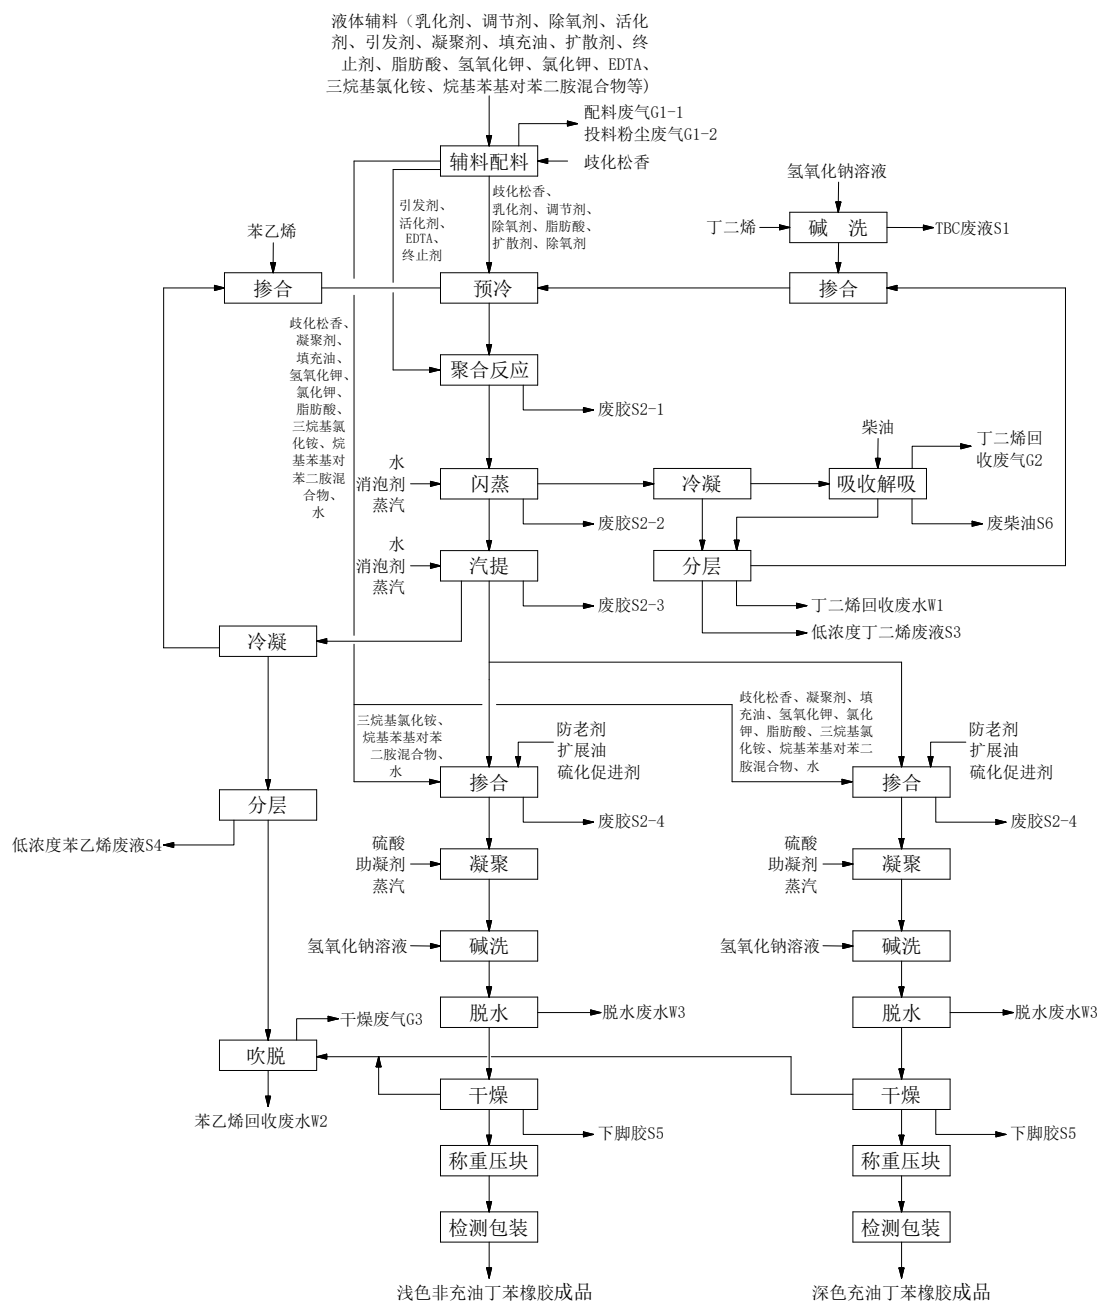 液体辅料（乳化剂、调节剂、除氧剂、活化
剂、引发剂、凝聚剂、填充油、扩散剂、终
止剂、脂肪酸、氢氧化钾、氯化钾、EDTA、
三烷基氯化铵、烷基苯基对苯二胺混合物等)
配料废气G1-1
投料粉尘废气G1-2
辅料配料
歧化松香
引发剂、
活化剂、
EDTA、
终止剂
歧化松香、
乳化剂、调节剂、
除氧剂、脂肪酸、
扩散剂、除氧剂
氢氧化钠溶液
丁二烯
碱 洗
TBC废液S1
苯乙烯
掺合
预冷
掺合
歧化松香、
凝聚剂、
填充油、
氢氧化钾、
氯化钾、
脂肪酸、
三烷基氯
化铵、烷
基苯基对
苯二胺混
合物、
水
聚合反应
废胶S2-1
柴油
丁二烯回
收废气G2
水
消泡剂
蒸汽
闪蒸
冷凝
吸收解吸
废胶S2-2
废柴油S6
水
消泡剂
蒸汽
汽提
分层
废胶S2-3
丁二烯回收废水W1
低浓度丁二烯废液S3
冷凝
三烷基氯化铵、
烷基苯基对苯
二胺混合物、
水
防老剂
扩展油
硫化促进剂
歧化松香、凝聚剂、填
充油、氢氧化钾、氯化
钾、脂肪酸、三烷基氯
化铵、烷基苯基对苯二
胺混合物、水
防老剂
扩展油
硫化促进剂
掺合
掺合
分层
废胶S2-4
废胶S2-4
低浓度苯乙烯废液S4
硫酸
助凝剂
蒸汽
凝聚
硫酸
助凝剂
蒸汽
凝聚
氢氧化钠溶液
碱洗
氢氧化钠溶液
碱洗
脱水
脱水废水W3
脱水
脱水废水W3
干燥废气G3
吹脱
干燥
干燥
苯乙烯回收废水W2
下脚胶S5
下脚胶S5
称重压块
称重压块
检测包装
检测包装
浅色非充油丁苯橡胶成品
深色充油丁苯橡胶成品